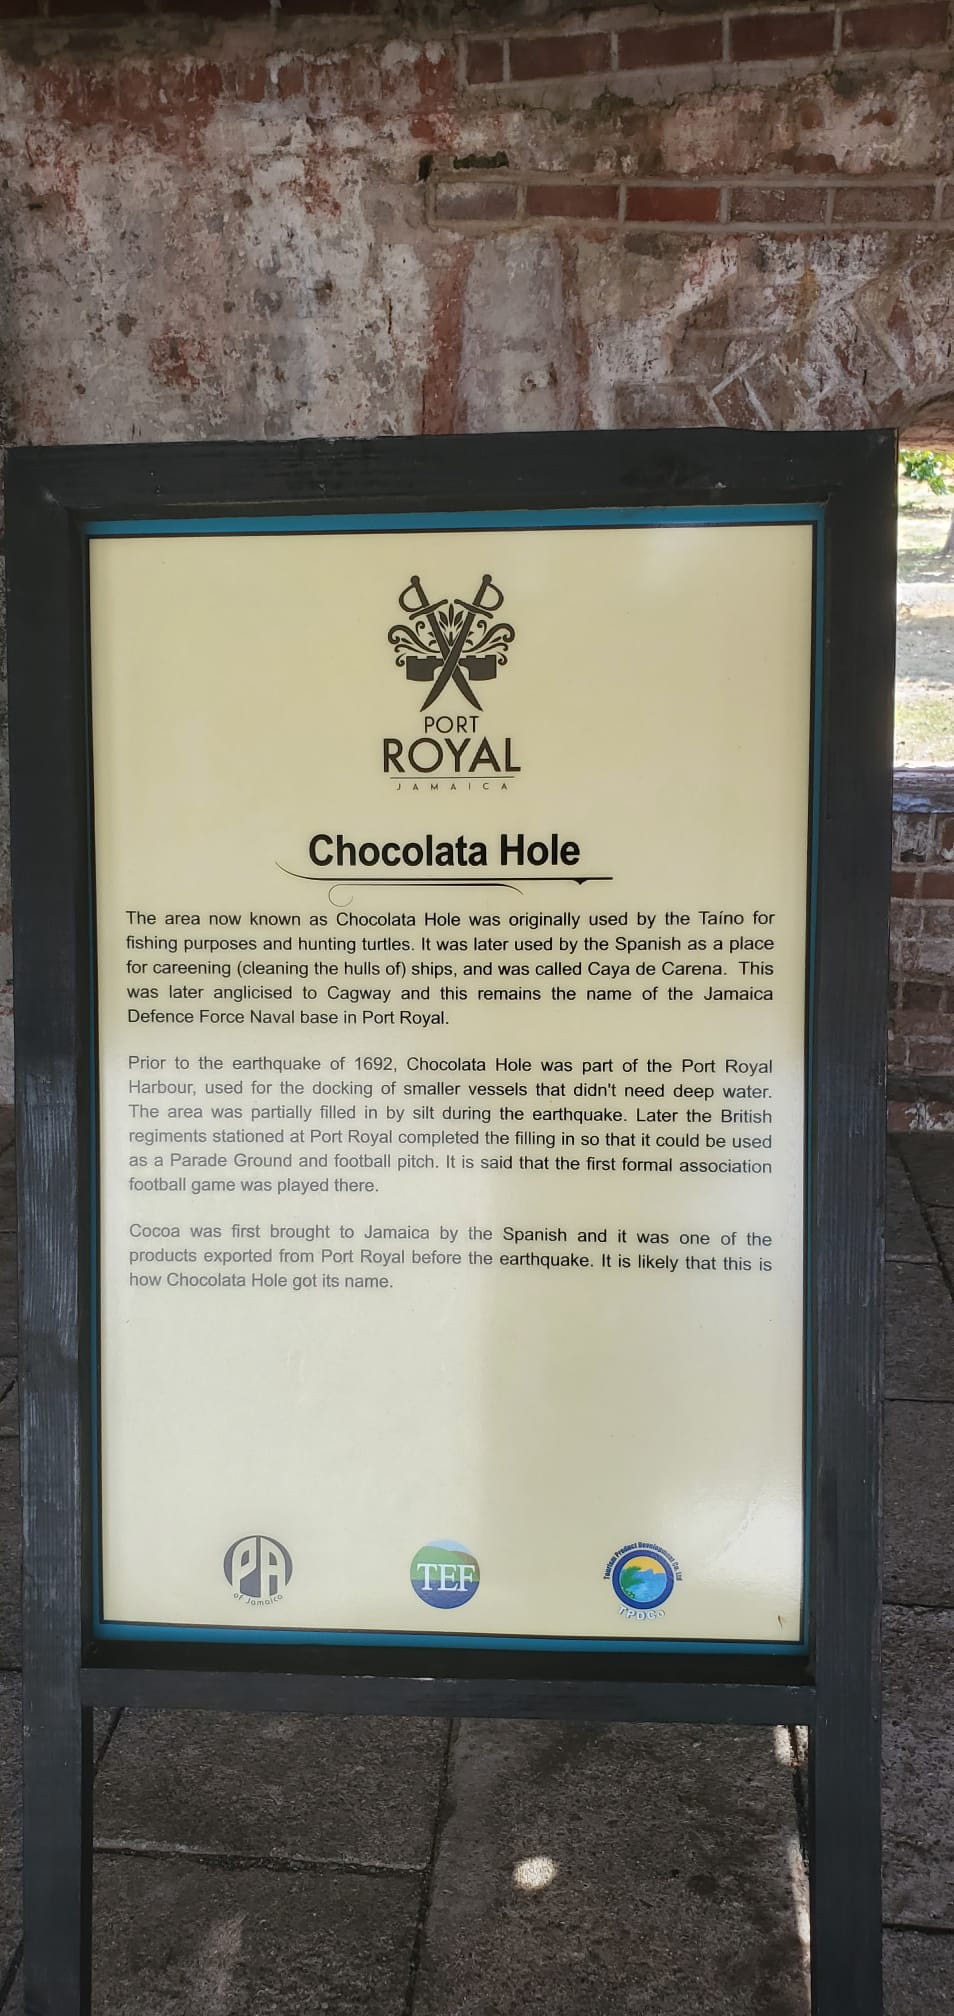 PORT
ROYAL
JAMAICA
Chocolata Hole
The area now known as Chocolata Hole was originally used by the Taíno for
fishing purposes and hunting turtles. It was later used by the Spanish as a place
for careening (cleaning the hulls of) ships, and was called Caya de Carena. This
was later anglicised to Cagway and this remains the name of the Jamaica
Defence Force Naval base in Port Royal.
Prior to the earthquake of 1692, Chocolata Hole was part of the Port Royal
Harbour, used for the docking of smaller vessels that didn't need deep water.
The area was partially filled in by silt during the earthquake. Later the British
regiments stationed at Port Royal completed the filling in so that it could be used
as a Parade Ground and football pitch. It is said that the first formal association
football game was played there.
Cocoa was first brought to Jamaica by the Spanish and it was one of the
products exported from Port Royal before the earthquake. It is likely that this is
how Chocolata Hole got its name.
PA
of Jamaica
TEF
Tourism Product Development Co. Ltd
TPDCo